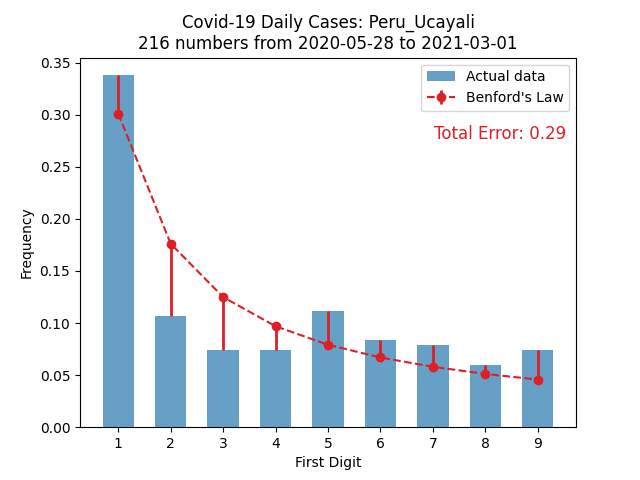 Covid-19 Daily Cases: Peru_Ucayali
216 numbers from 2020-05-28 to 2021-03-01
Actual data
Benford's Law
Total Error: 0.29
Frequency
0.35
0.30
0.25
0.20
0.15
0.10
0.05
0.00
1 2 3 4 5 6 7 8 9
First Digit